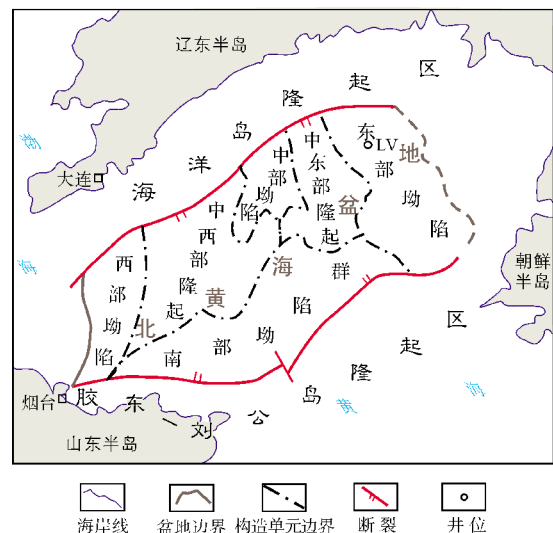 辽东半岛
海洋岛隆起区
渤海
大连
东部坳陷
LV
中部坳陷
中东部隆起
中西部隆起
西部坳陷
北黄海盆地
南部坳陷群
朝鲜
半岛
烟台
胶东—刘公岛隆起区
黄海
山东半岛
海岸线
盆地边界
构造单元边界
断裂
井位